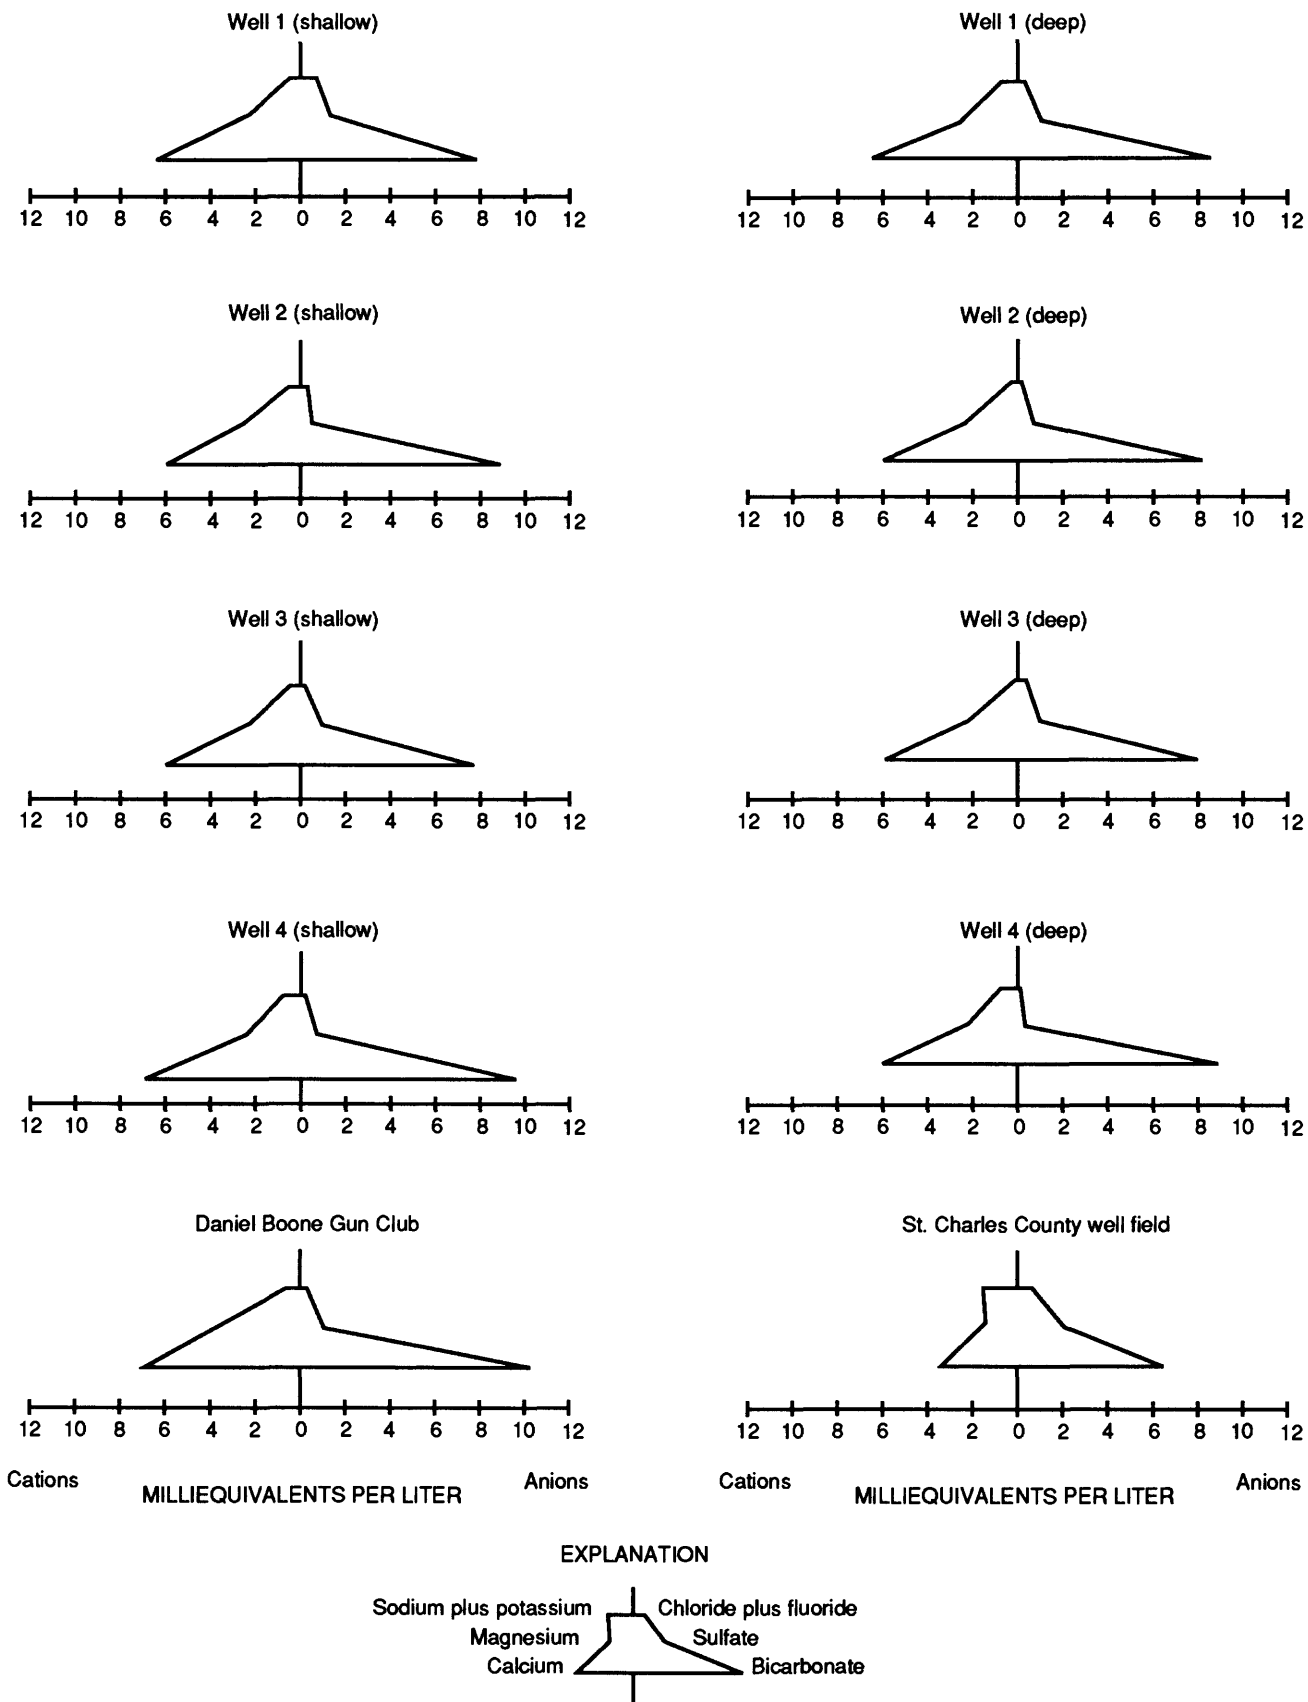 Well 1 (shallow)
Well 1 (deep)
12 10 8 6 4 2 0 2 4 6 8 10 12
12 10 8 6 4 2 0 2 4 6 8 10 12
Well 2 (shallow)
Well 2 (deep)
12 10 8 6 4 2 0 2 4 6 8 10 12
12 10 8 6 4 2 0 2 4 6 8 10 12
Well 3 (shallow)
Well 3 (deep)
12 10 8 6 4 2 0 2 4 6 8 10 12
12 10 8 6 4 2 0 2 4 6 8 10 12
Well 4 (shallow)
Well 4 (deep)
12 10 8 6 4 2 0 2 4 6 8 10 12
12 10 8 6 4 2 0 2 4 6 8 10 12
Daniel Boone Gun Club
St. Charles County well field
12 10 8 6 4 2 0 2 4 6 8 10 12
12 10 8 6 4 2 0 2 4 6 8 10 12
Cations
MILLIEQUIVALENTS PER LITER
Anions
Cations
MILLIEQUIVALENTS PER LITER
Anions
EXPLANATION
Sodium plus potassium
Chloride plus fluoride
Magnesium
Sulfate
Calcium
Bicarbonate